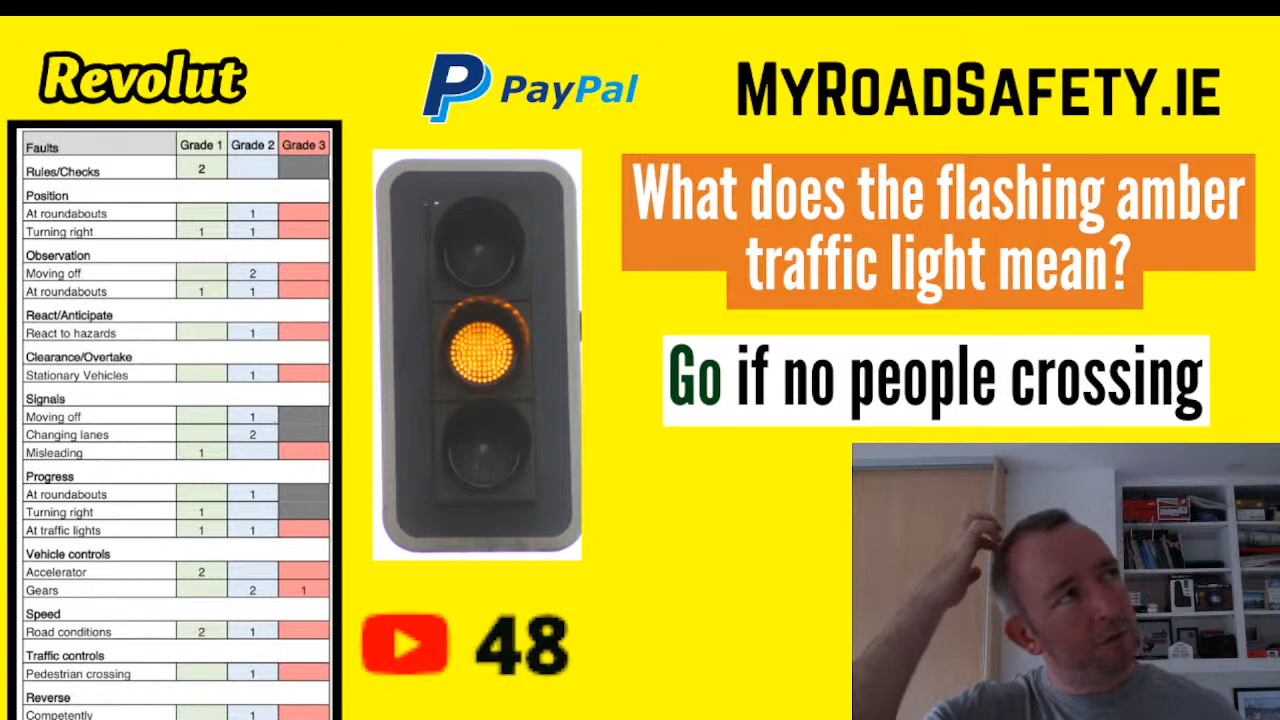 Revolut
PayPal
MyRoadSafety.ie
Faults Grade 1 Grade 2 Grade 3
Rules/Checks 2
Position
At roundabouts 1
Turning right 1 1
Observation
Moving off 2
At roundabouts 1 1
React/Anticipate
React to hazards 1
Clearance/Overtake
Stationary Vehicles 1
Signals
Moving off 1
Changing lanes 2
Misleading 1
Progress
At roundabouts 1
Turning right 1
At traffic lights 1 1
Vehicle controls
Accelerator 2
Gears 2 1
Speed
Road conditions 2 1
Traffic controls
Pedestrian crossing 1
Reverse
Competently 1
What does the flashing amber
traffic light mean?
Go if no people crossing
48